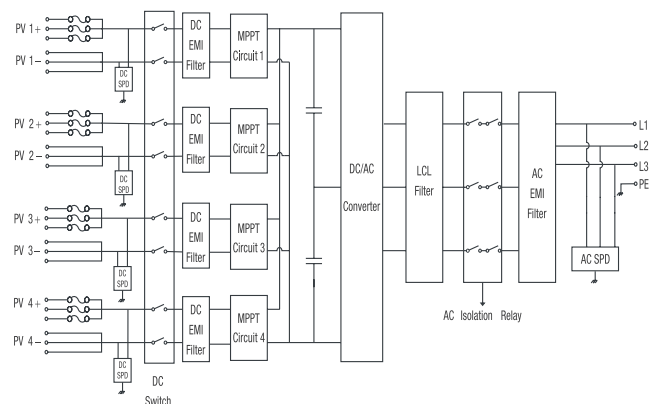 PV 1+
PV 1−
DC
SPD
DC
EMI
Filter
MPPT
Circuit 1
PV 2+
PV 2−
DC
SPD
DC
EMI
Filter
MPPT
Circuit 2
PV 3+
PV 3−
DC
SPD
DC
EMI
Filter
MPPT
Circuit 3
PV 4+
PV 4−
DC
SPD
DC
EMI
Filter
MPPT
Circuit 4
DC
Switch
DC/AC
Converter
LCL
Filter
AC Isolation Relay
AC
EMI
Filter
L1
L2
L3
PE
AC SPD